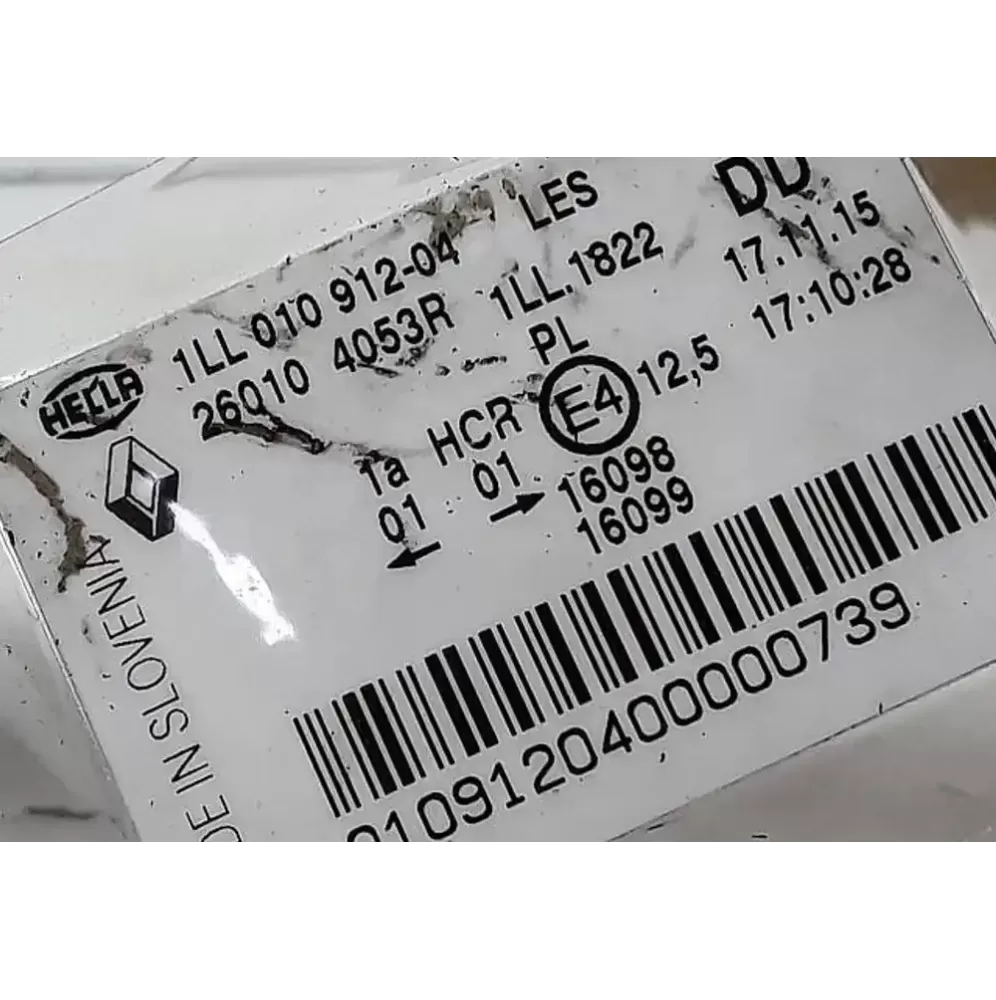 1LL 010 912-04 LES DD
HELLA 26010 4053R 1LL.1822 17.11.15
PL 17:10:28
1a HCR E4 12,5
01 01 16098
16099
DE IN SLOVENIA
010912040000739